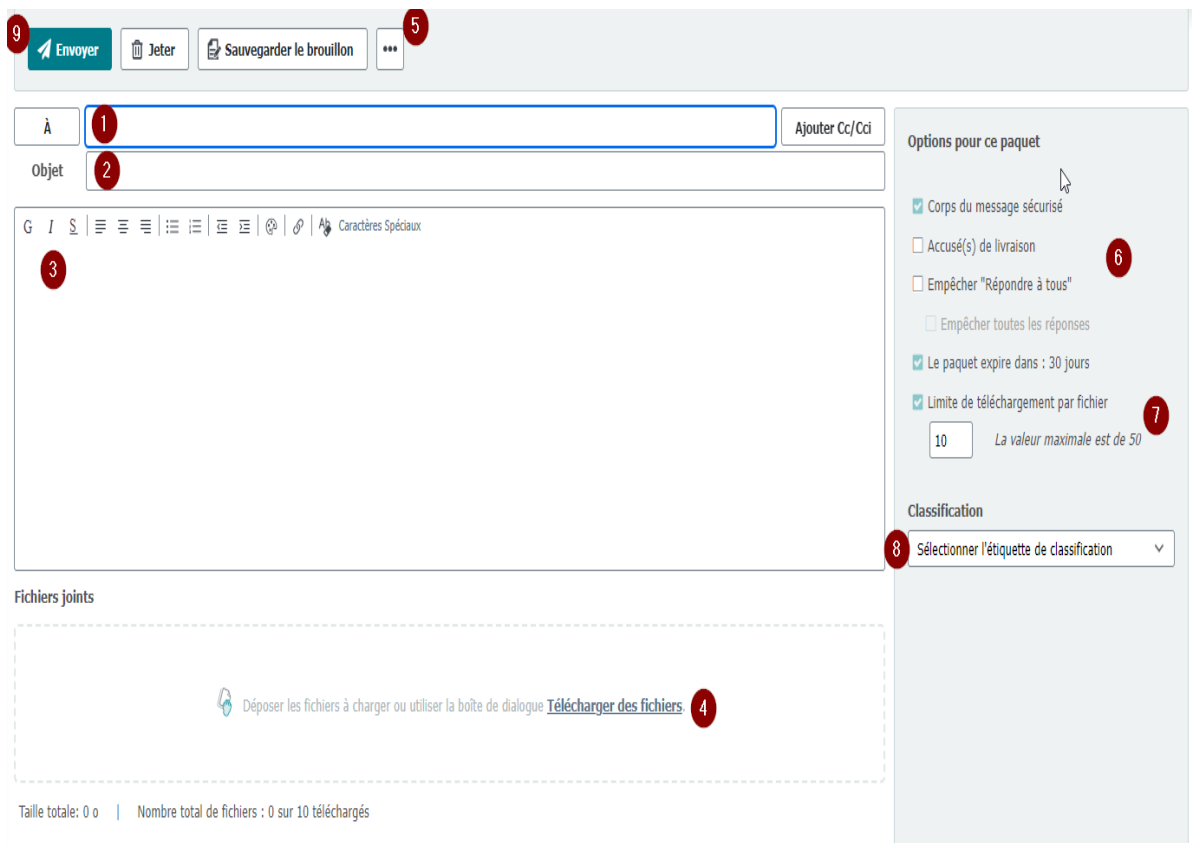 9 Envoyer Jeter Sauvegarder le brouillon ••• 5
À 1 Ajouter Cc/Cci
Objet 2
G I S Caractères Spéciaux
3
Fichiers joints
Déposer les fichiers à charger ou utiliser la boîte de dialogue Télécharger des fichiers. 4
Taille totale: 0 o | Nombre total de fichiers : 0 sur 10 téléchargés
Options pour ce paquet
Corps du message sécurisé
Accusé(s) de livraison
6
Empêcher "Répondre à tous"
Empêcher toutes les réponses
Le paquet expire dans : 30 jours
Limite de téléchargement par fichier
7
10 La valeur maximale est de 50
Classification
8 Sélectionner l'étiquette de classification